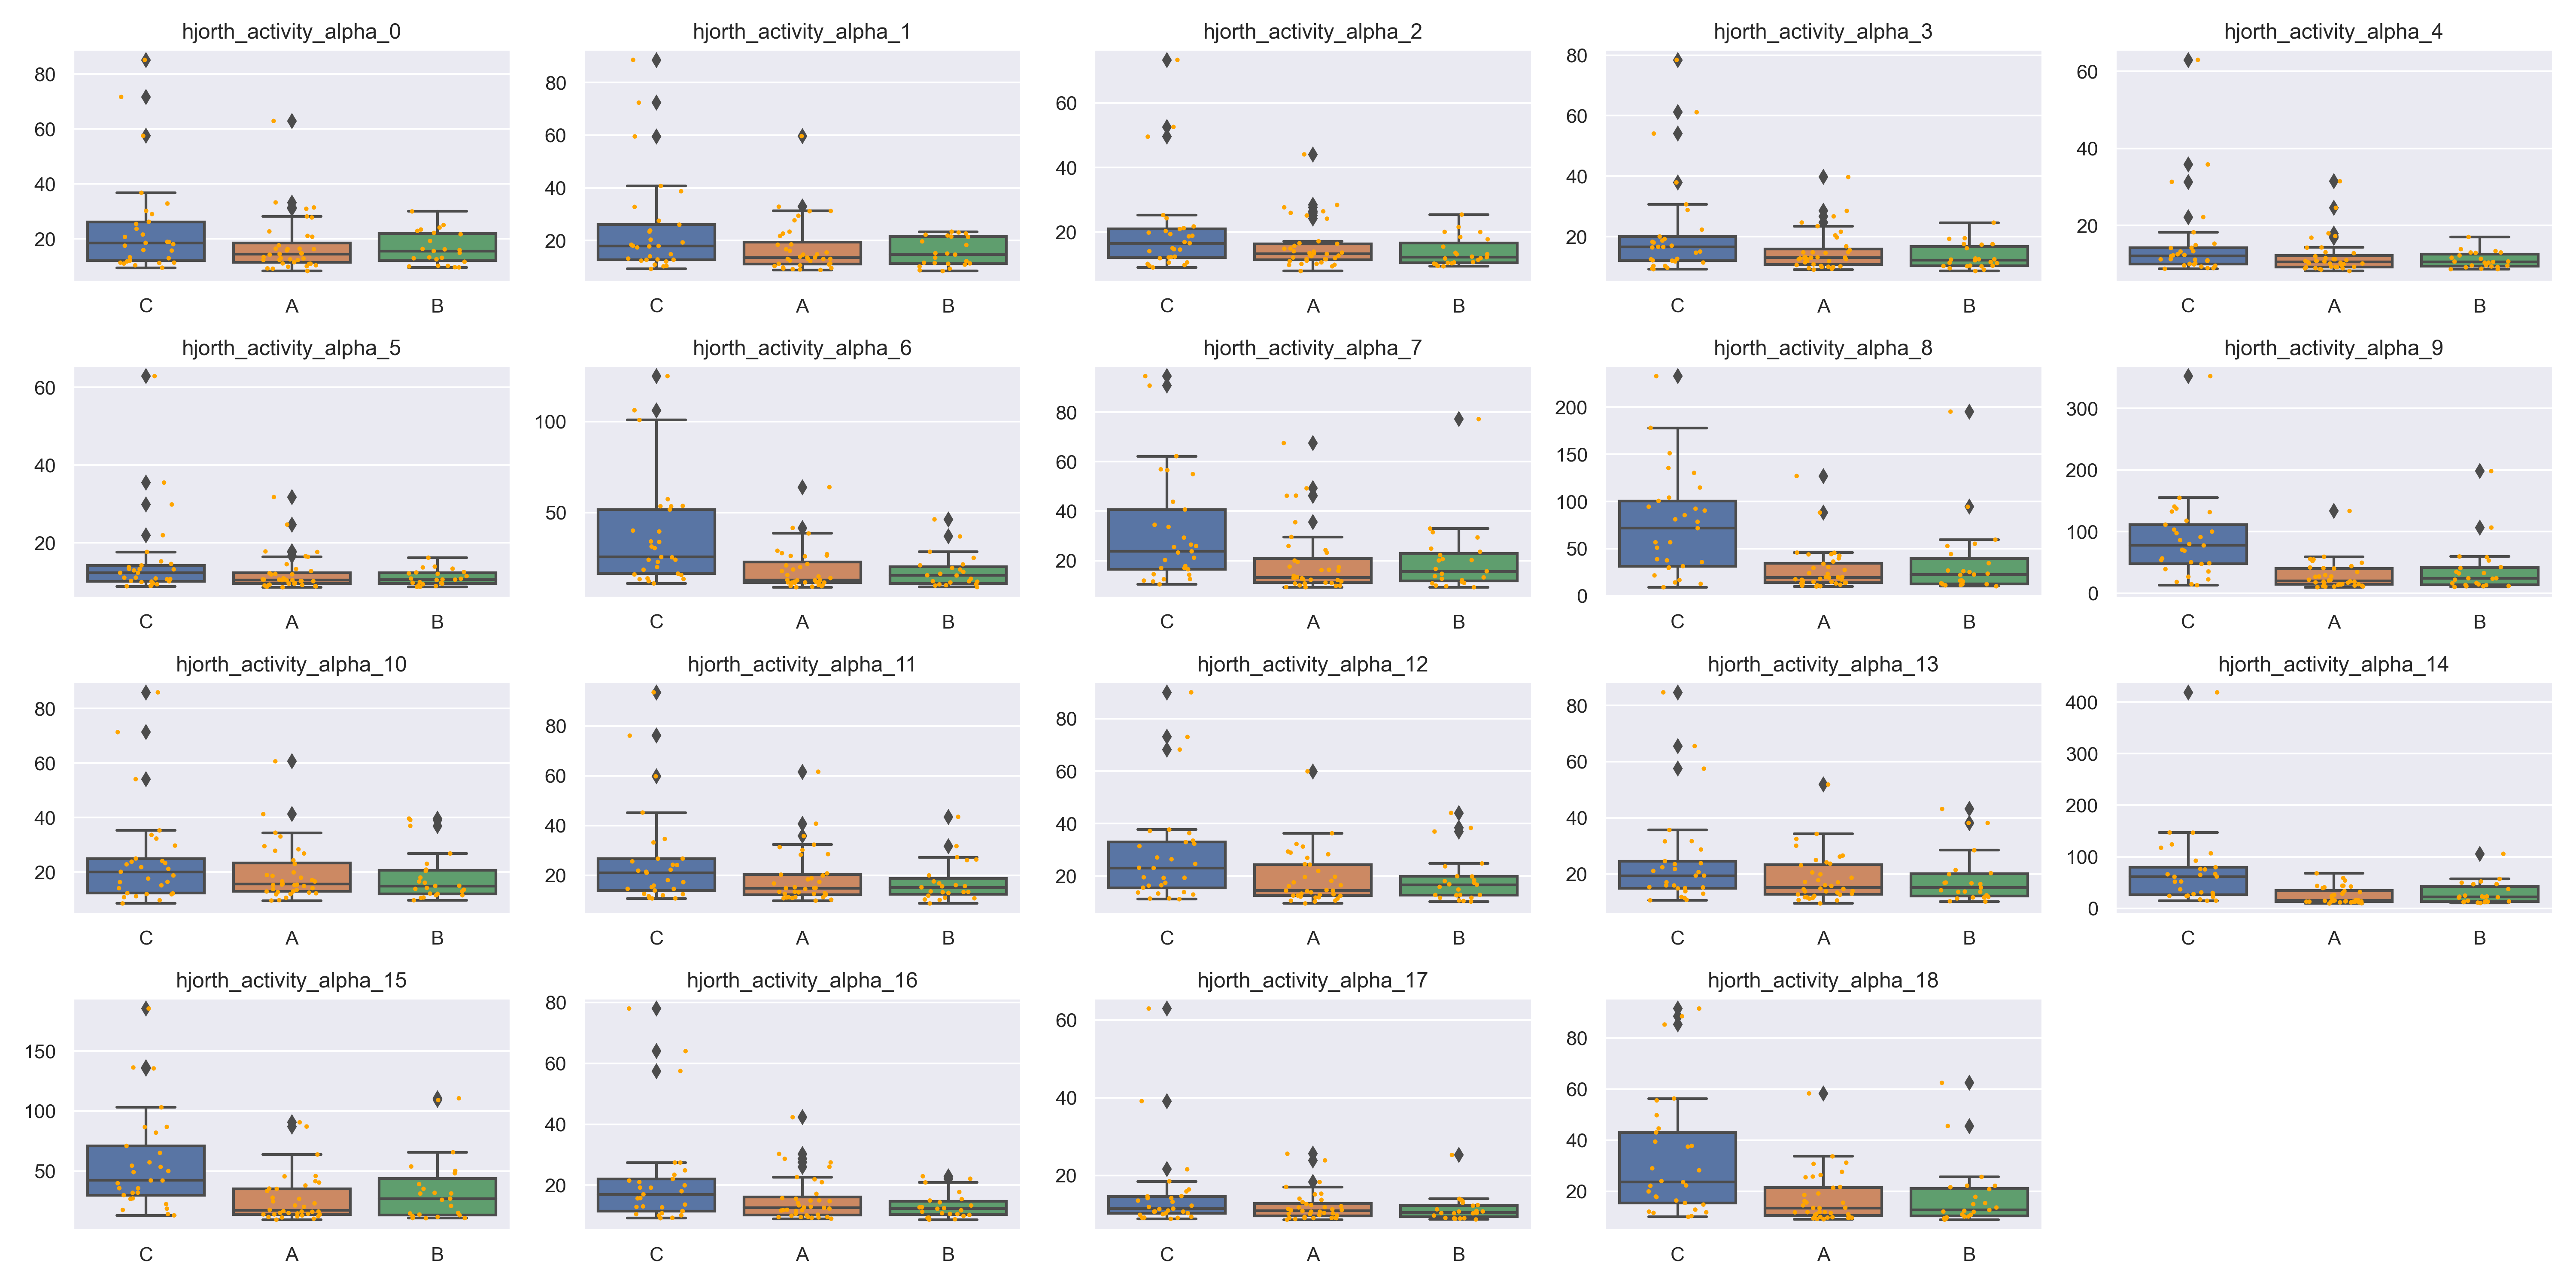 hjorth_activity_alpha_0
80
60
40
20
C A B
hjorth_activity_alpha_1
80
60
40
20
C A B
hjorth_activity_alpha_2
60
40
20
C A B
hjorth_activity_alpha_3
80
60
40
20
C A B
hjorth_activity_alpha_4
60
40
20
C A B
hjorth_activity_alpha_5
60
40
20
C A B
hjorth_activity_alpha_6
100
50
C A B
hjorth_activity_alpha_7
80
60
40
20
C A B
hjorth_activity_alpha_8
200
150
100
50
0
C A B
hjorth_activity_alpha_9
300
200
100
0
C A B
hjorth_activity_alpha_10
80
60
40
20
C A B
hjorth_activity_alpha_11
80
60
40
20
C A B
hjorth_activity_alpha_12
80
60
40
20
C A B
hjorth_activity_alpha_13
80
60
40
20
C A B
hjorth_activity_alpha_14
400
300
200
100
0
C A B
hjorth_activity_alpha_15
150
100
50
C A B
hjorth_activity_alpha_16
80
60
40
20
C A B
hjorth_activity_alpha_17
60
40
20
C A B
hjorth_activity_alpha_18
80
60
40
20
C A B